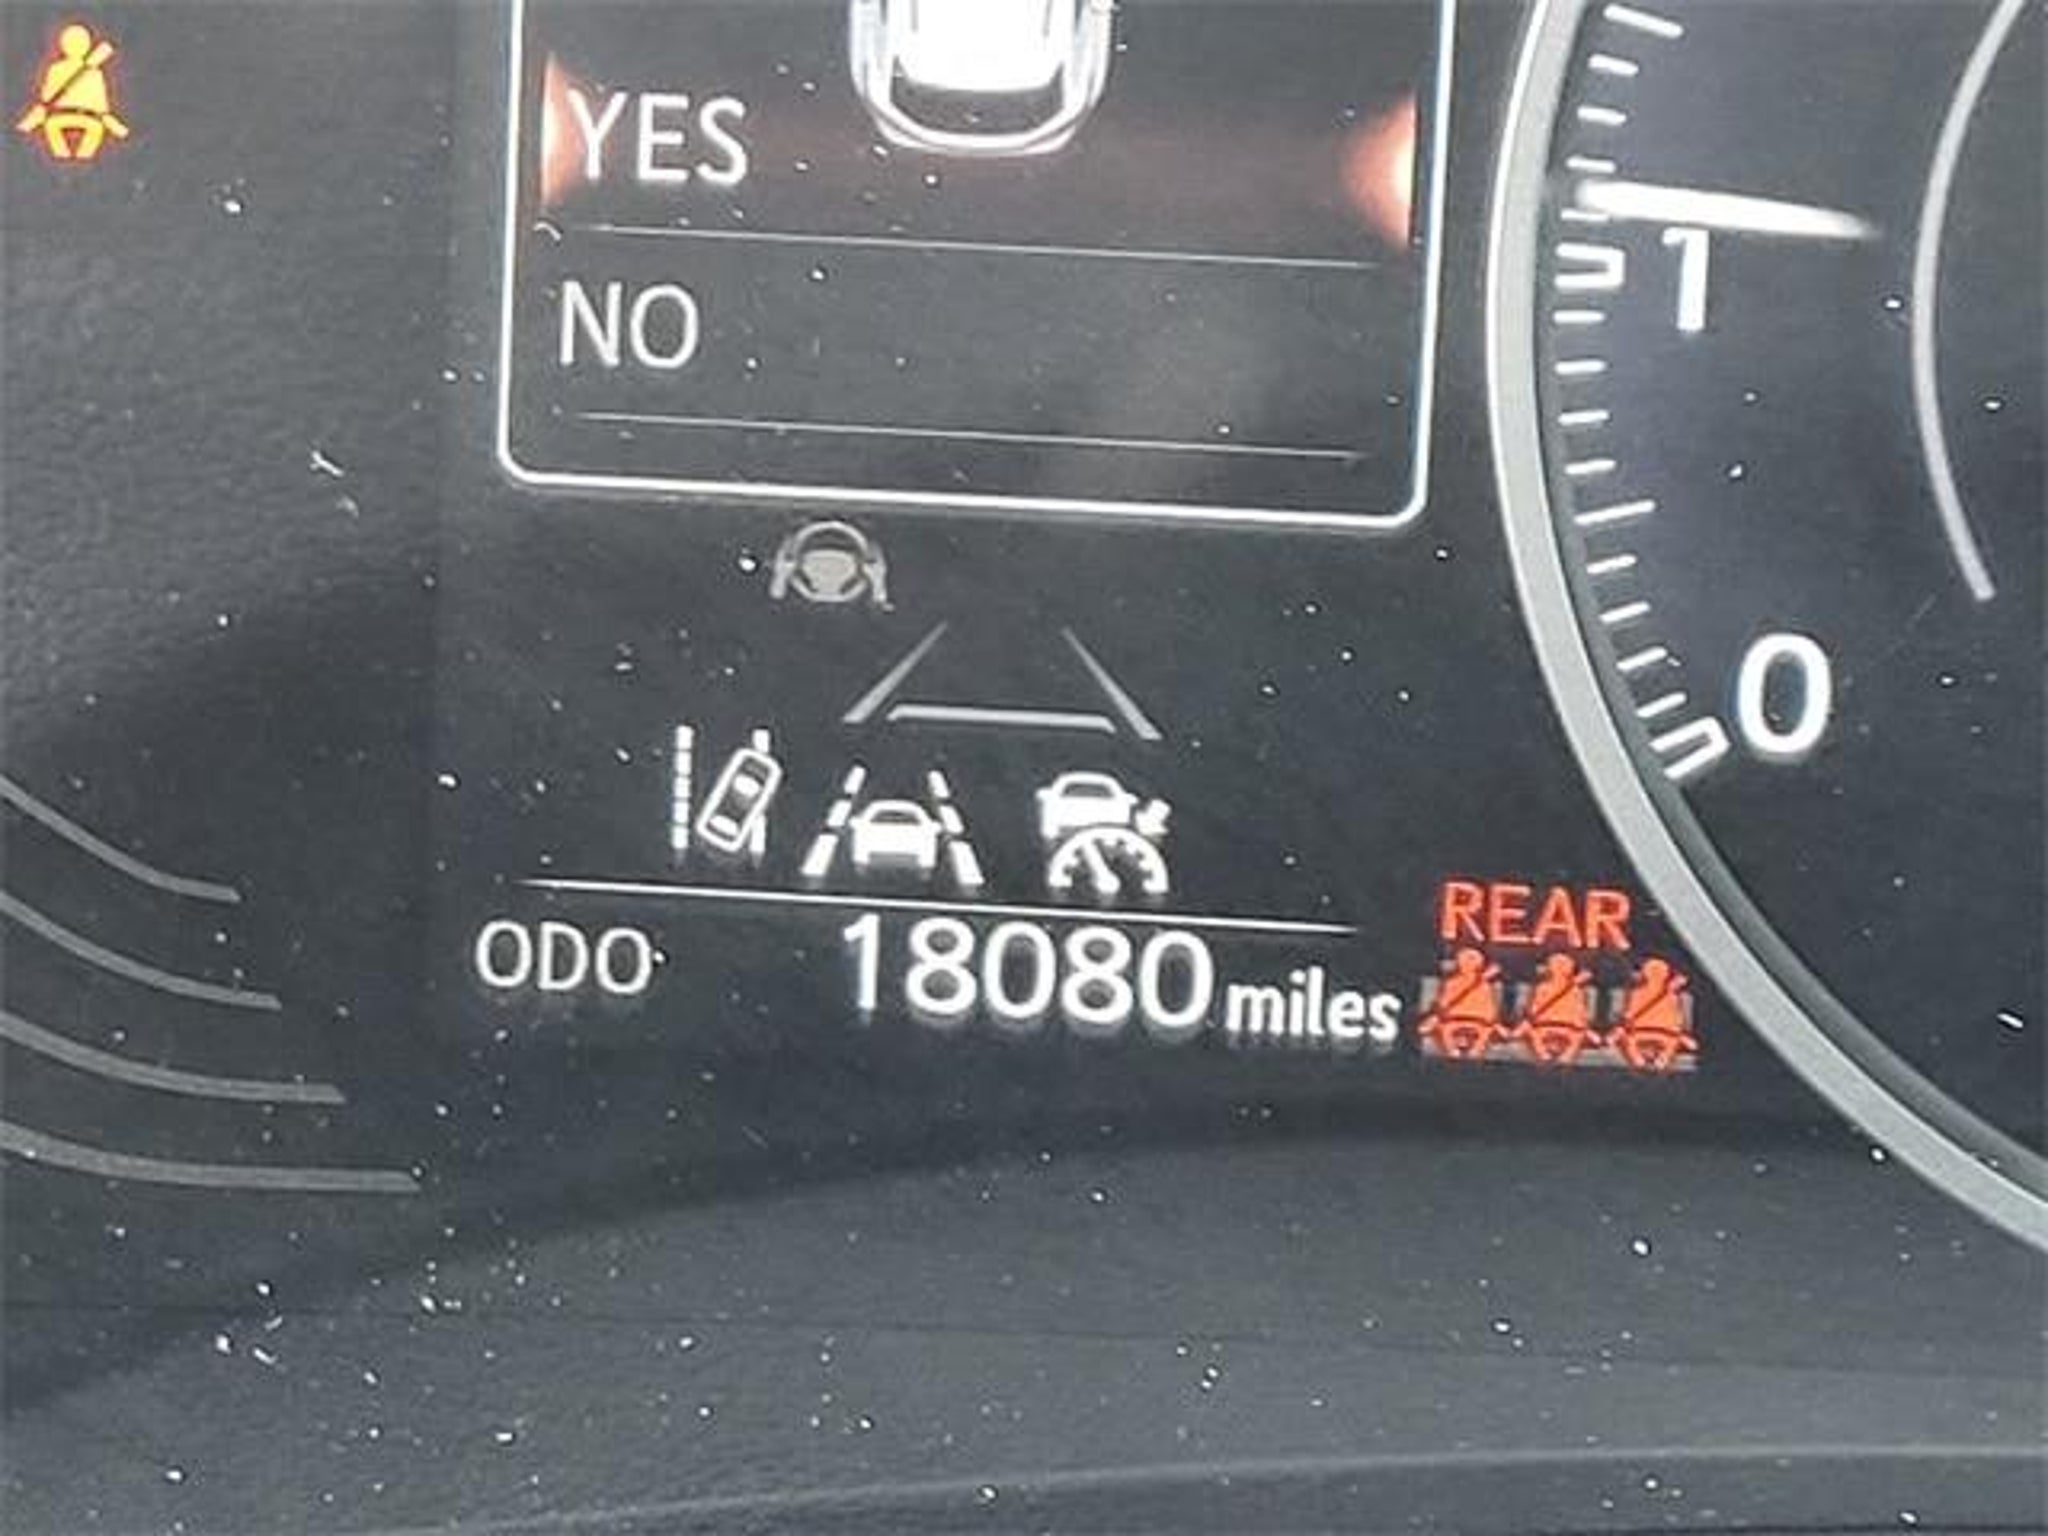 YES
NO
1
0
REAR
ODO 18080 miles